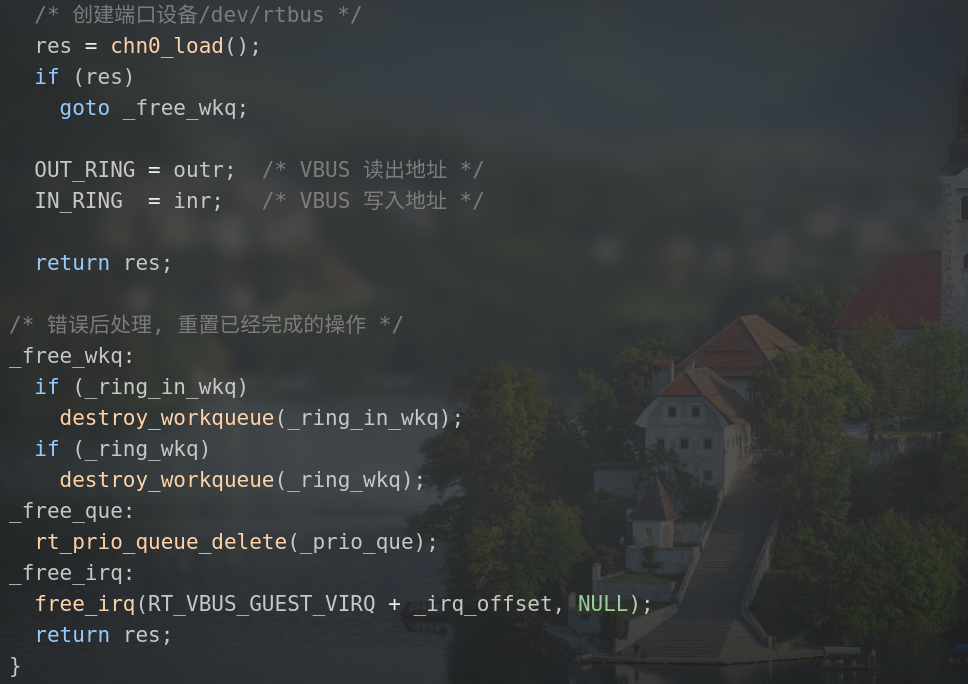 /* 创建端口设备/dev/rtbus */
res = chn0_load();
if (res)
goto _free_wkq;
OUT_RING = outr;  /* VBUS 读出地址 */
IN_RING  = inr;   /* VBUS 写入地址 */
return res;
/* 错误后处理, 重置已经完成的操作 */
_free_wkq:
if (_ring_in_wkq)
destroy_workqueue(_ring_in_wkq);
if (_ring_wkq)
destroy_workqueue(_ring_wkq);
_free_que:
rt_prio_queue_delete(_prio_que);
_free_irq:
free_irq(RT_VBUS_GUEST_VIRQ + _irq_offset, NULL);
return res;
}